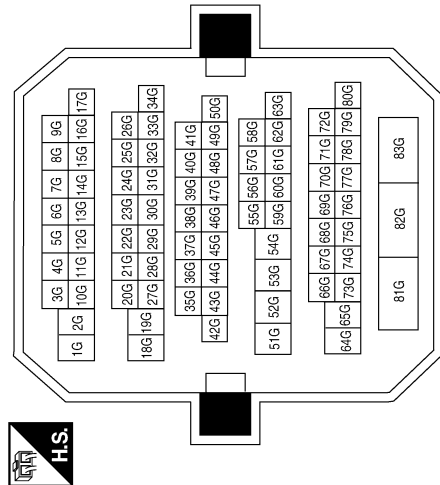 H.S.
3G 4G 5G 6G 7G 8G 9G
1G 2G 10G 11G 12G 13G 14G 15G 16G 17G
20G 21G 22G 23G 24G 25G 26G
18G 19G 27G 28G 29G 30G 31G 32G 33G 34G
35G 36G 37G 38G 39G 40G 41G
42G 43G 44G 45G 46G 47G 48G 49G 50G
55G 56G 57G 58G
51G 52G 53G 54G 59G 60G 61G 62G 63G
66G 67G 68G 69G 70G 71G 72G
64G 65G 73G 74G 75G 76G 77G 78G 79G 80G
81G 82G 83G